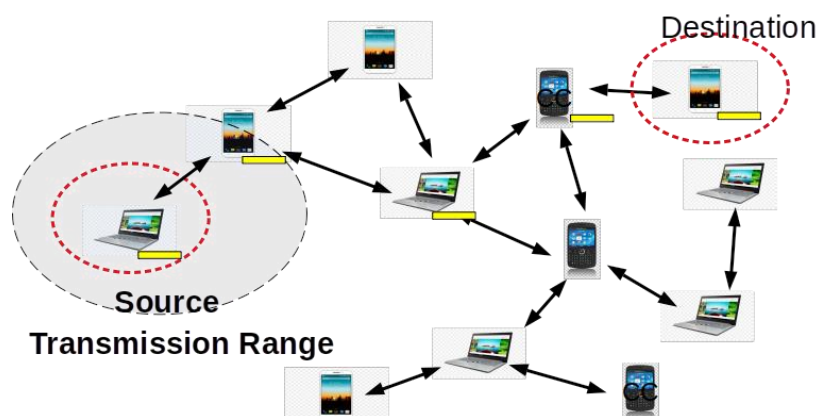 Destination
CC
Source
Transmission Range
CC